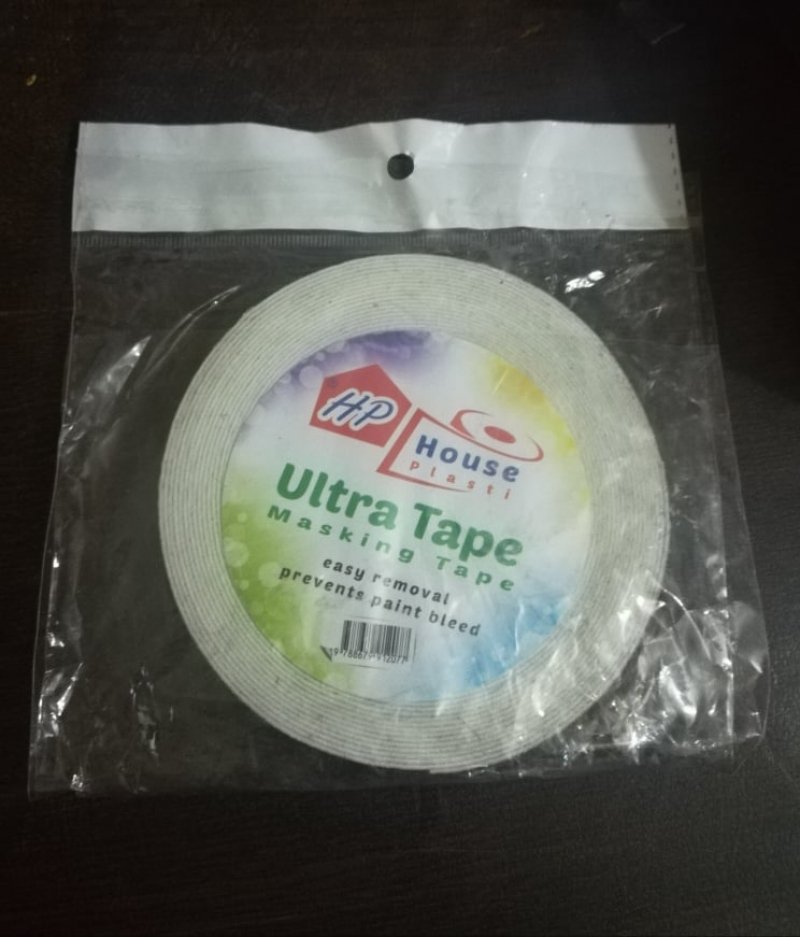 ®
HP
House
plasti
Ultra Tape
Masking Tape
easy removal
prevents paint bleed